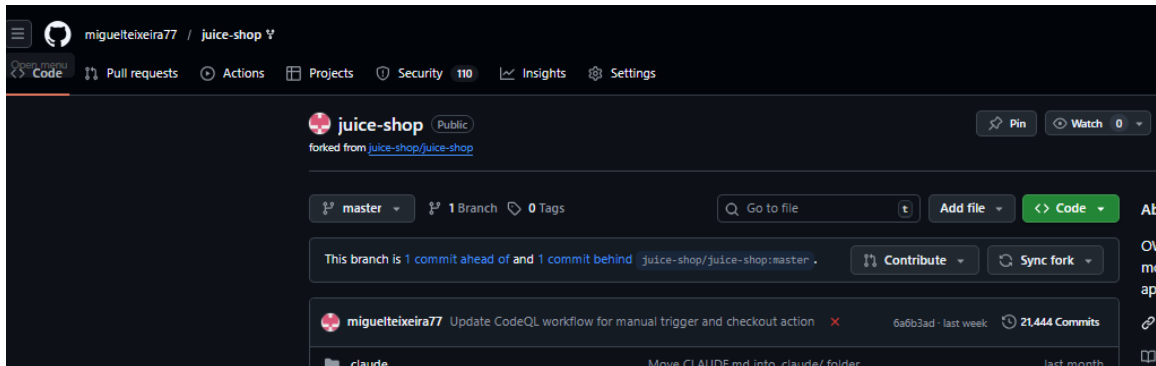 miguelteixeira77 / juice-shop
Open menu
Code Pull requests Actions Projects Security 110 Insights Settings
juice-shop Public Pin Watch 0
forked from juice-shop/juice-shop
master 1 Branch 0 Tags Go to file t Add file Code
This branch is 1 commit ahead of and 1 commit behind juice-shop/juice-shop:master . Contribute Sync fork
miguelteixeira77 Update CodeQL workflow for manual trigger and checkout action 6a6b3ad · last week 21,444 Commits
Move CLAUDE.md into .claude/ folder last month